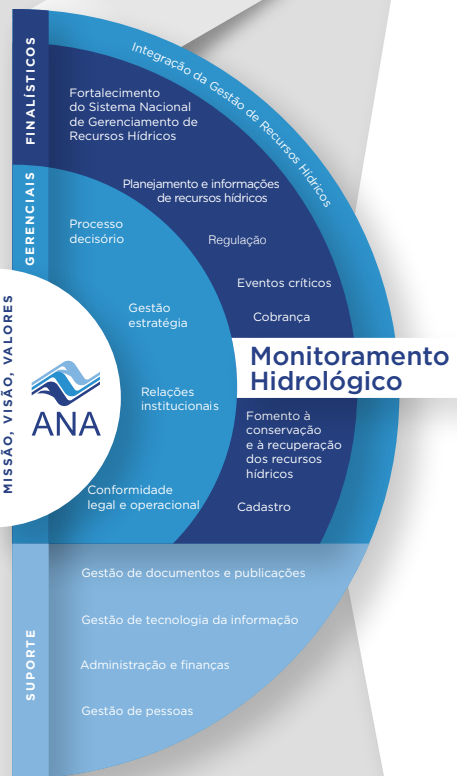 FINALÍSTICOS
Integração da Gestão de Recursos Hídricos
Fortalecimento
do Sistema Nacional
de Gerenciamento de
Recursos Hídricos
Planejamento e informações
de recursos hídricos
Regulação
Eventos críticos
Cobrança
Monitoramento
Hidrológico
Fomento à
conservação
e à recuperação
dos recursos
hídricos
Cadastro
GERENCIAIS
Processo
decisório
Gestão
estratégia
Relações
institucionais
Conformidade
legal e operacional
MISSÃO, VISÃO, VALORES
ANA
SUPORTE
Gestão de documentos e publicações
Gestão de tecnologia da informação
Administração e finanças
Gestão de pessoas